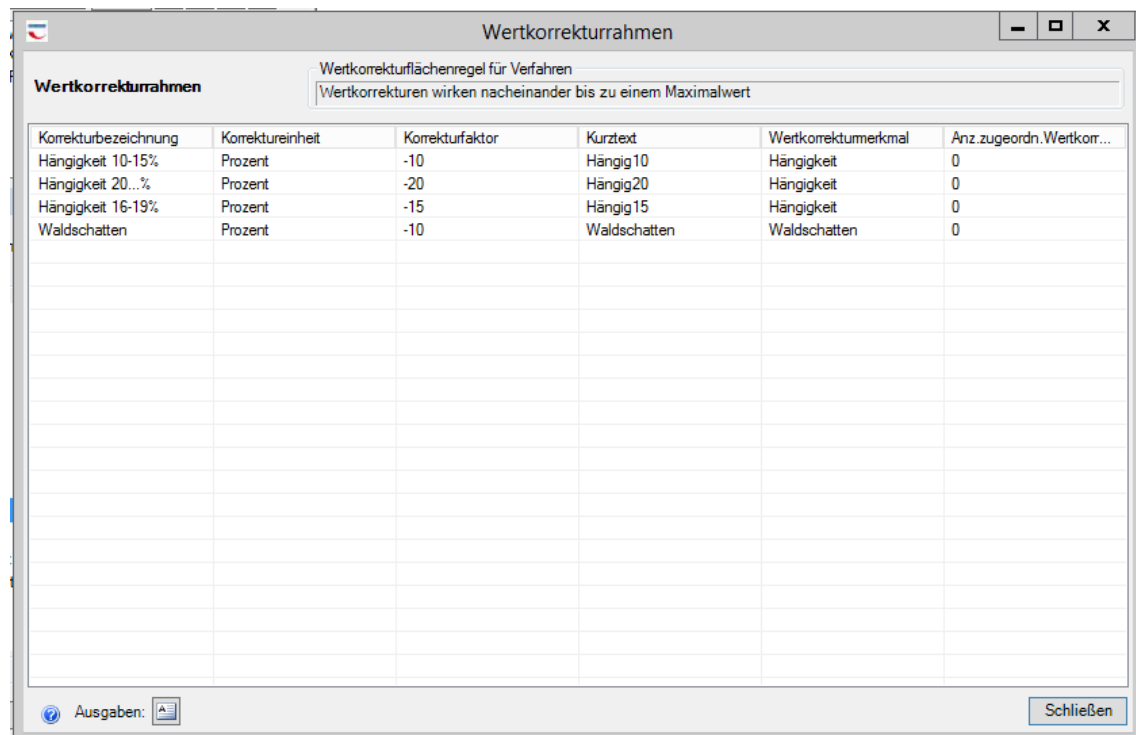 Wertkorrekturrahmen
Wertkorrekturrahmen
Wertkorrekturflächenregel für Verfahren
Wertkorrekturen wirken nacheinander bis zu einem Maximalwert
Korrekturbezeichnung Korrektureinheit Korrekturfaktor Kurztext Wertkorrekturmerkmal Anz.zugeordn.Wertkorr...
Hängigkeit 10-15% Prozent -10 Hängig10 Hängigkeit 0
Hängigkeit 20...% Prozent -20 Hängig20 Hängigkeit 0
Hängigkeit 16-19% Prozent -15 Hängig15 Hängigkeit 0
Waldschatten Prozent -10 Waldschatten Waldschatten 0
Ausgaben: Schließen